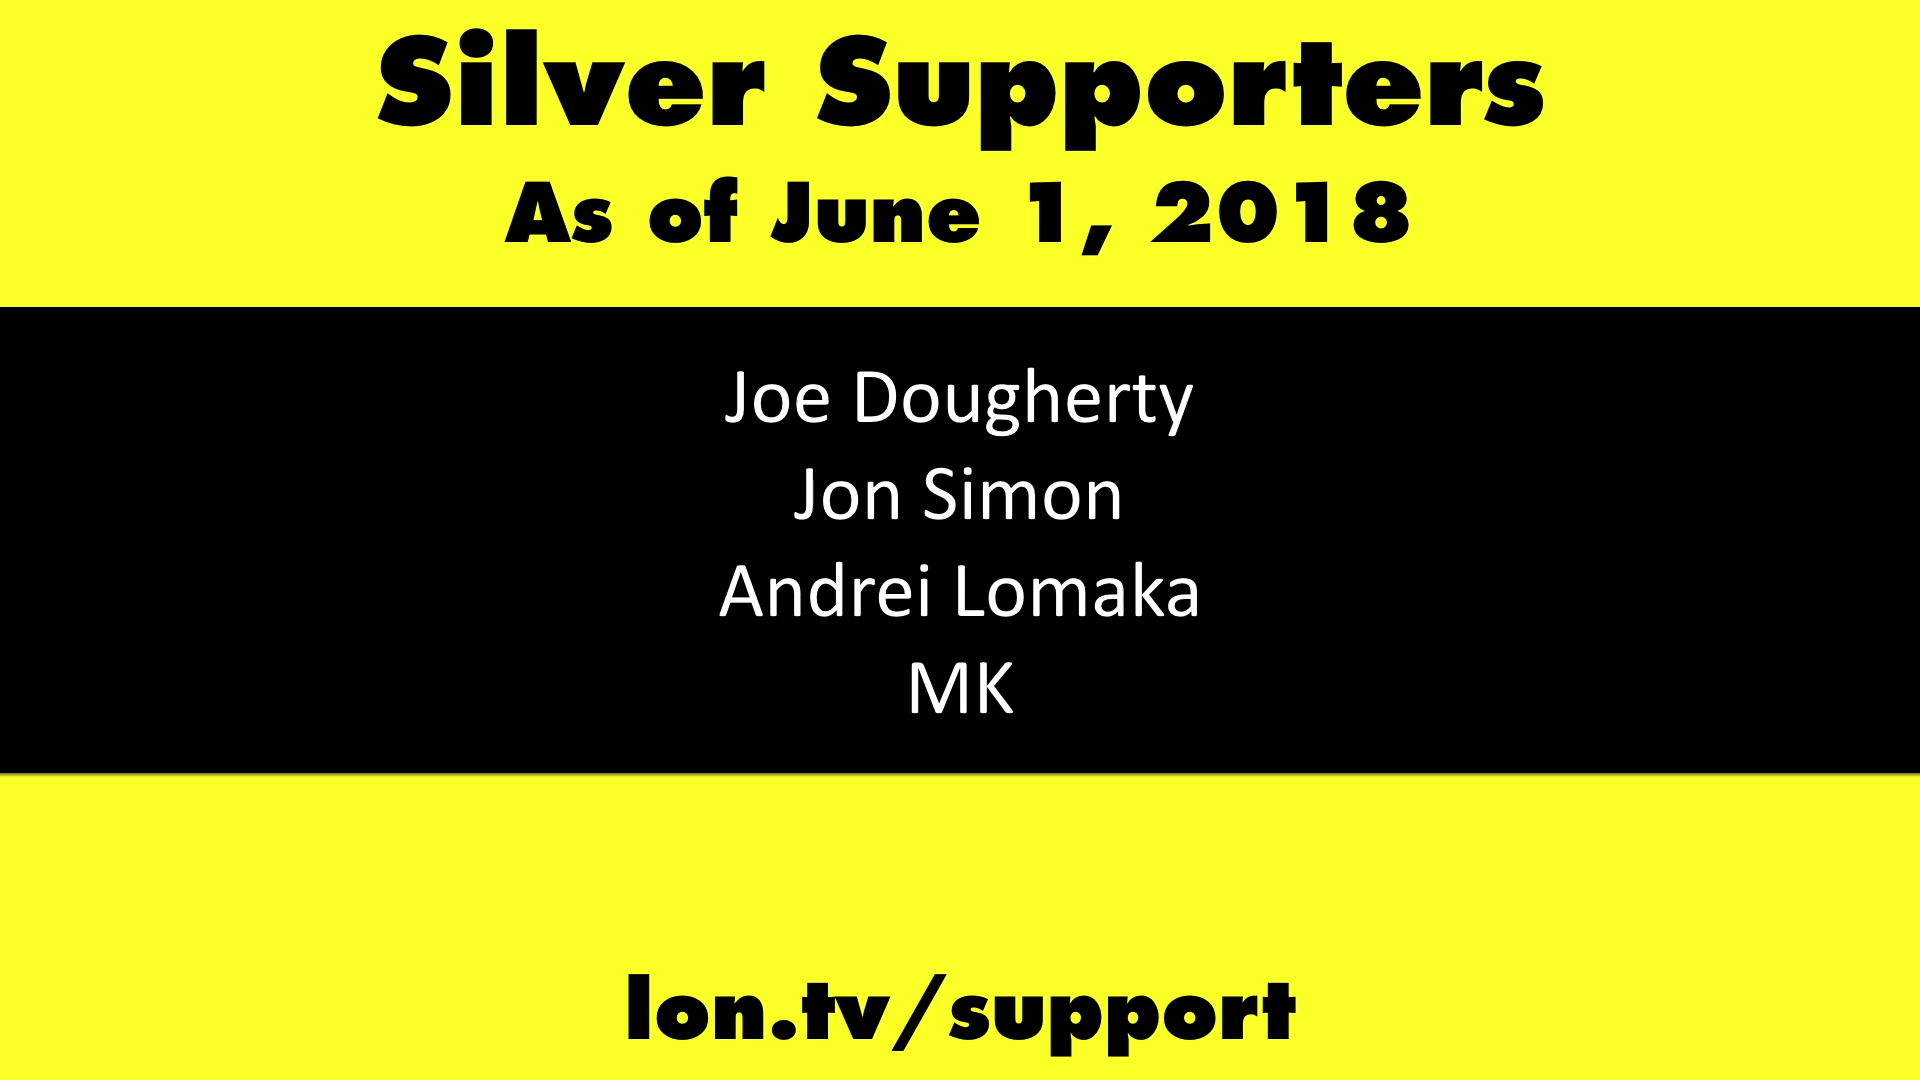 Silver Supporters
As of June 1, 2018
Joe Dougherty
Jon Simon
Andrei Lomaka
MK
lon.tv/support